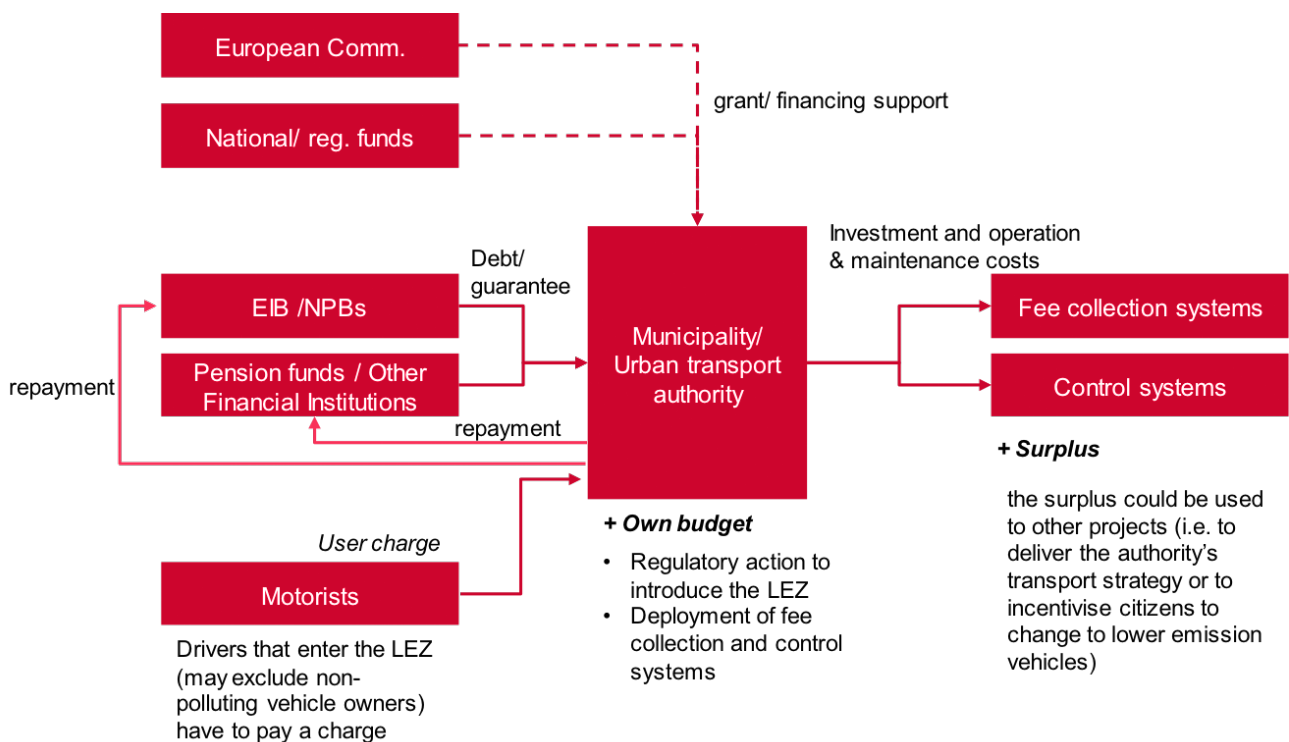 European Comm.
grant/ financing support
National/ reg. funds
Investment and operation
& maintenance costs
Debt/
guarantee
EIB /NPBs
Fee collection systems
Municipality/
Urban transport
authority
Pension funds / Other
Financial Institutions
Control systems
repayment
repayment
+ Surplus
the surplus could be used
to other projects (i.e. to
deliver the authority's
transport strategy or to
incentivise citizens to
change to lower emission
vehicles)
+ Own budget
• Regulatory action to
introduce the LEZ
• Deployment of fee
collection and control
systems
User charge
Motorists
Drivers that enter the LEZ
(may exclude non-
polluting vehicle owners)
have to pay a charge